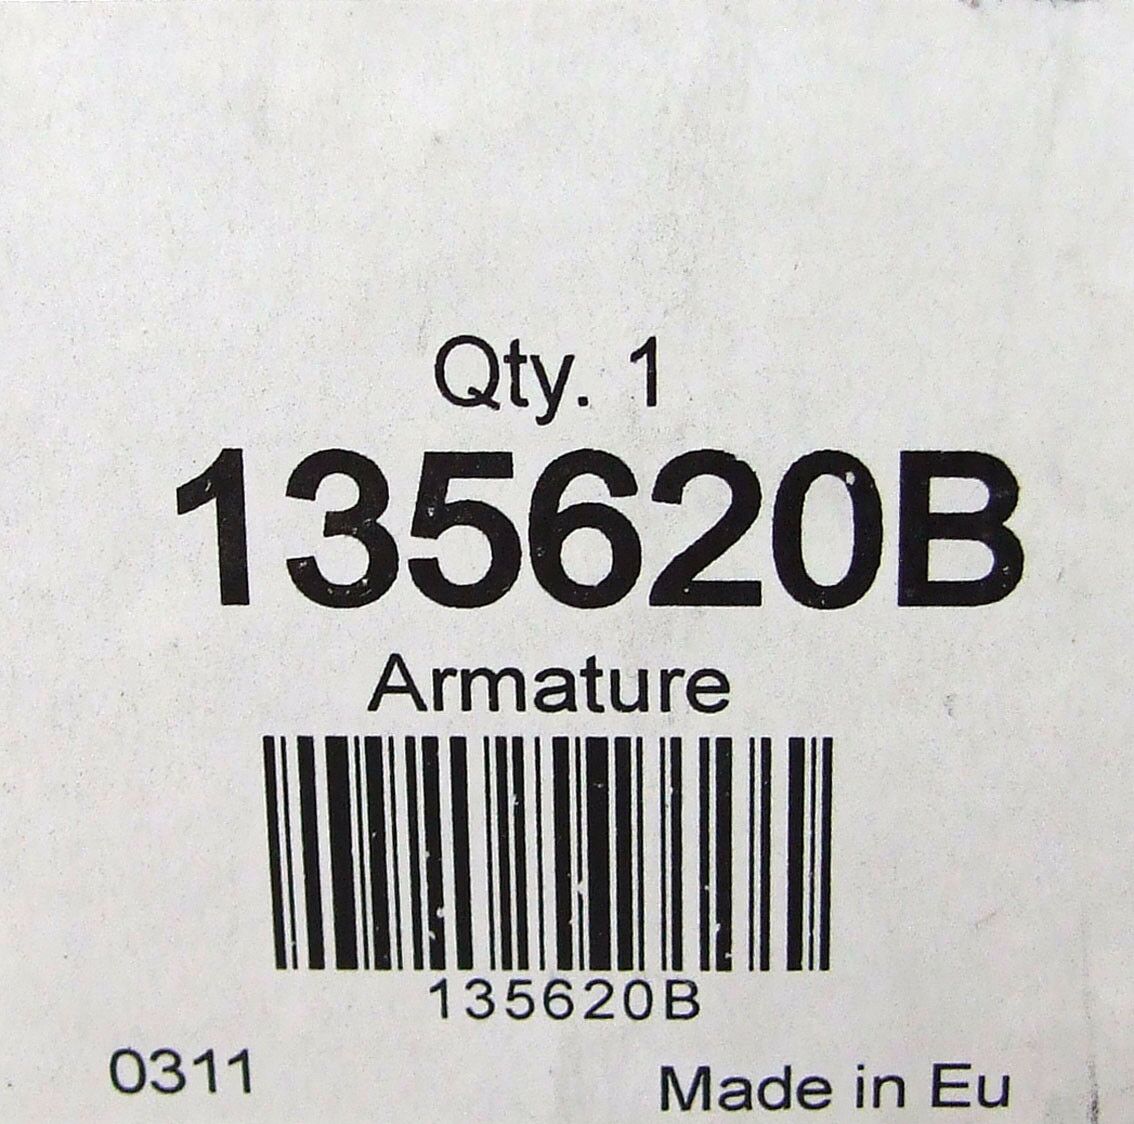 Qty. 1
135620B
Armature
135620B
0311
Made in Eu